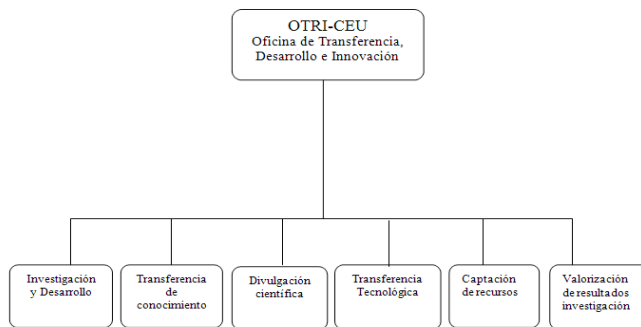 OTRI-CEU
Oficina de Transferencia,
Desarrollo e Innovación
Investigación
y Desarrollo
Transferencia
de
conocimiento
Divulgación
científica
Transferencia
Tecnológica
Captación
de recursos
Valorización
de resultados
investigación